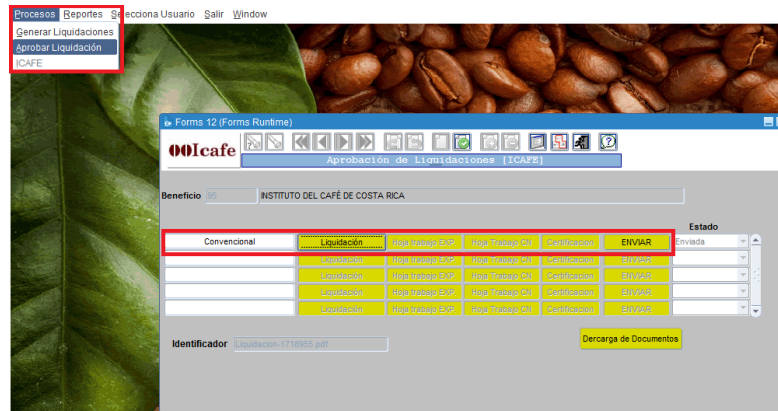 Procesos Reportes Selecciona Usuario Salir Window
Generar Liquidaciones
Aprobar Liquidación
ICAFE
Forms 12 (Forms Runtime)
Icafe
Aprobación de Liquidaciones [ICAFE]
Beneficio 95 INSTITUTO DEL CAFÉ DE COSTA RICA
Estado
Convencional Liquidación Hoja trabajo EXP. Hoja Trabajo CN Certificacion ENVIAR Enviada
Liquidación Hoja trabajo EXP. Hoja Trabajo CN Certificacion ENVIAR
Liquidación Hoja trabajo EXP. Hoja Trabajo CN Certificacion ENVIAR
Liquidación Hoja trabajo EXP. Hoja Trabajo CN Certificacion ENVIAR
Liquidación Hoja trabajo EXP. Hoja Trabajo CN Certificacion ENVIAR
Identificador Liquidacion-1718955.pdf Dercarga de Documentos